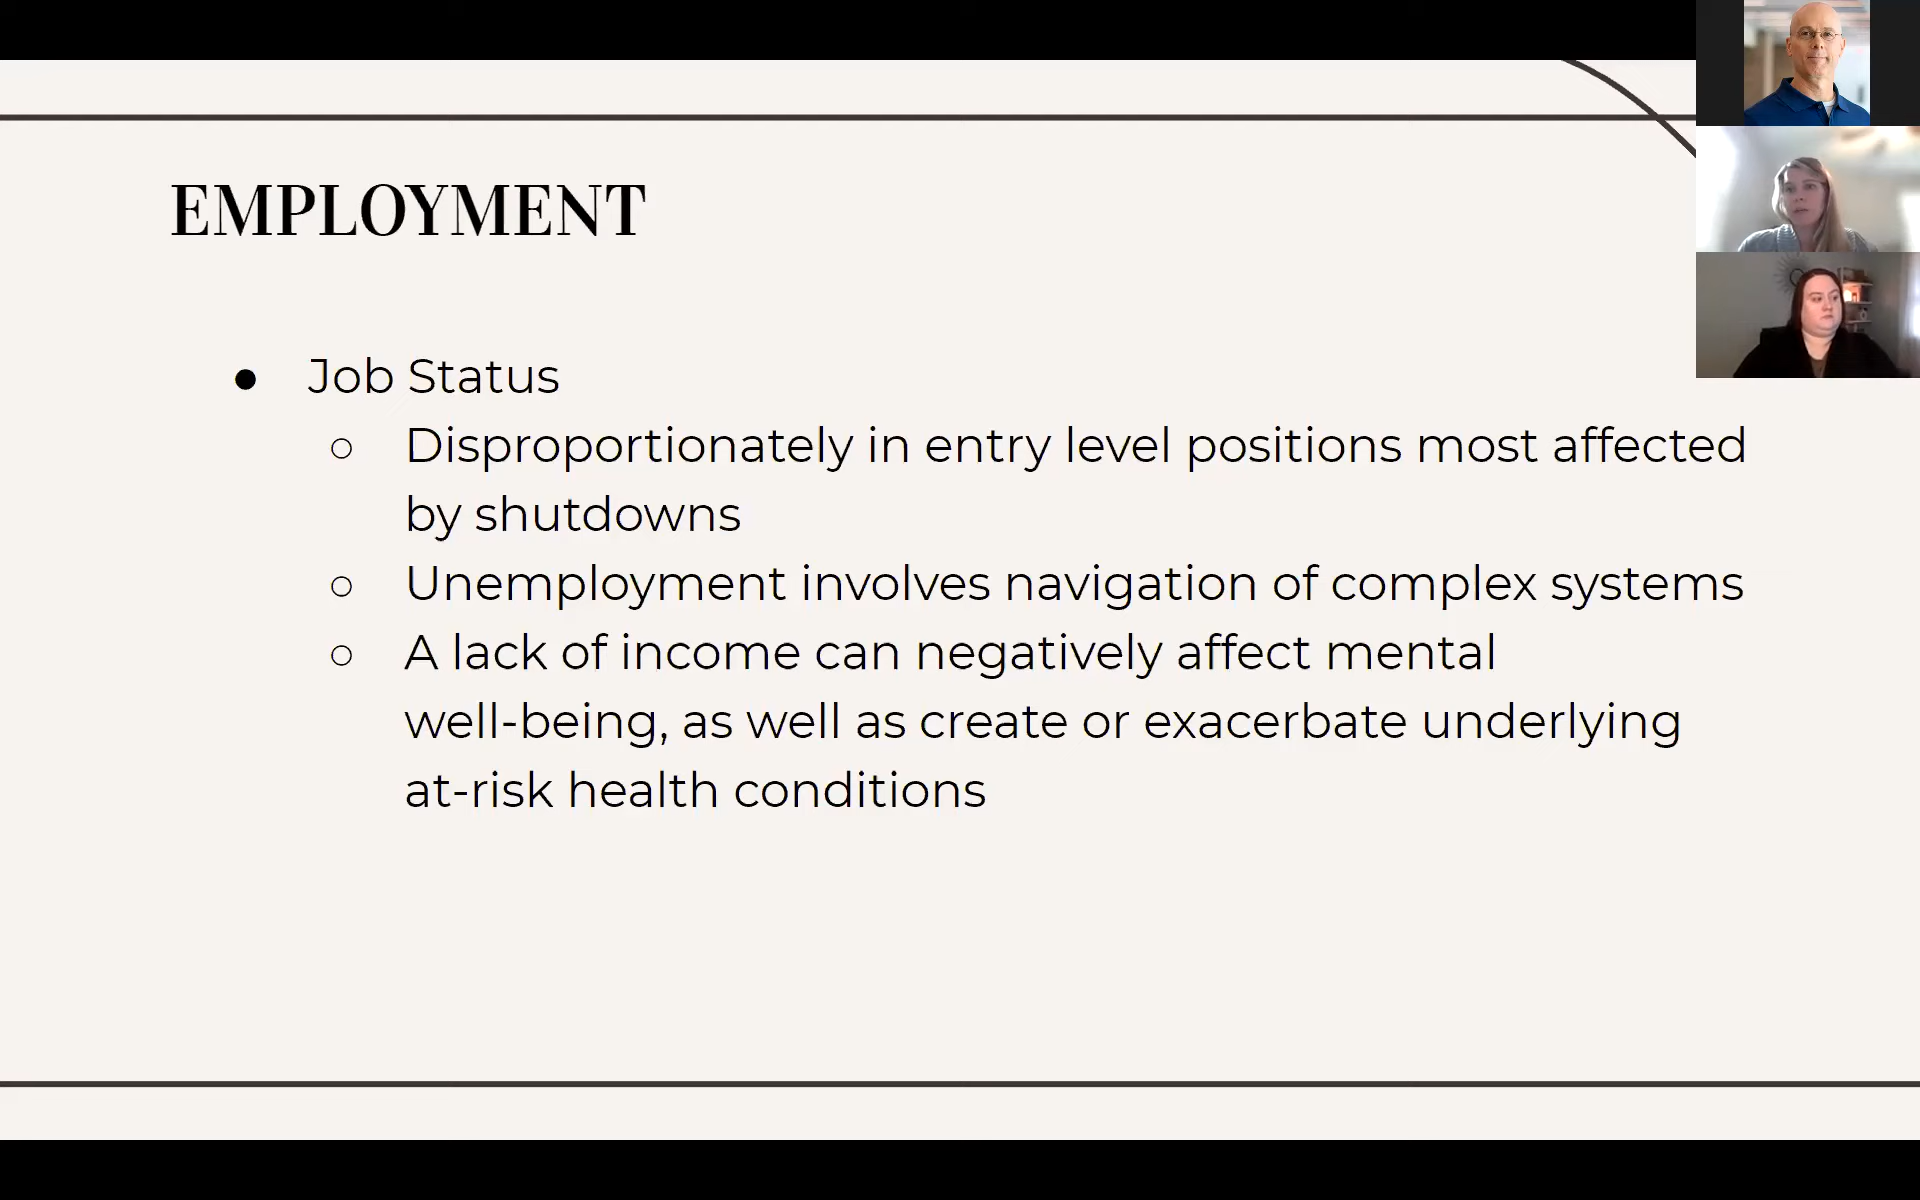 EMPLOYMENT
● Job Status
○ Disproportionately in entry level positions most affected
by shutdowns
○ Unemployment involves navigation of complex systems
○ A lack of income can negatively affect mental
well-being, as well as create or exacerbate underlying
at-risk health conditions